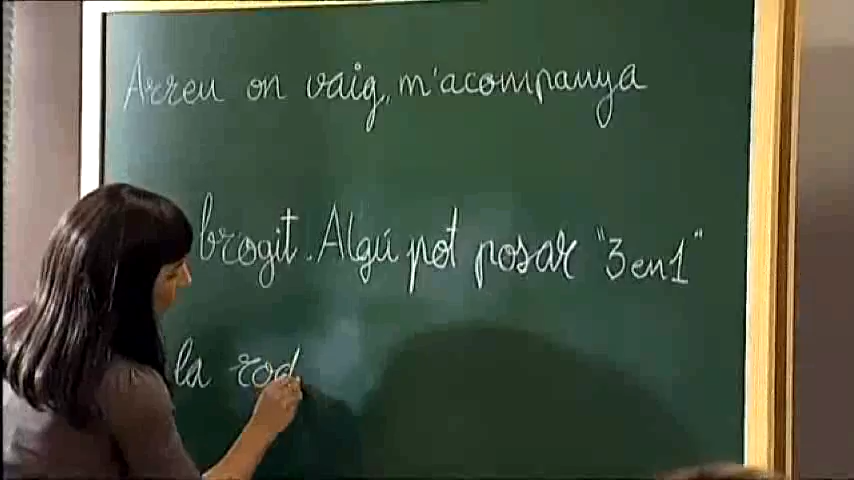 Arreu on vaig, m'acompanya
brogit. Algú pot posar "3 en 1"
la rod